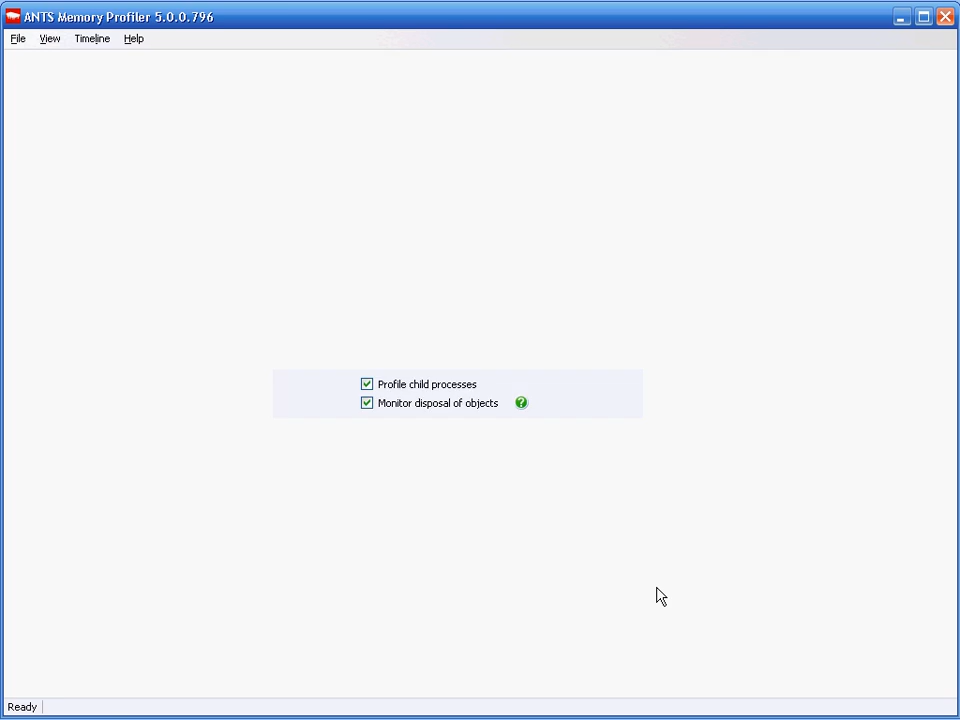 ANTS Memory Profiler 5.0.0.796
File View Timeline Help
Profile child processes
Monitor disposal of objects ?
Ready